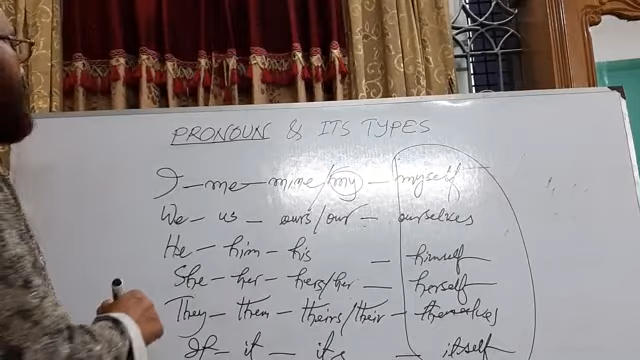 PRONOUN & ITS TYPES
I - me - mine/my - myself
We - us - ours/our - ourselves
He - him - his - himself
She - her - hers/her - herself
They - them - theirs/their - themselves
It - it - its - itself